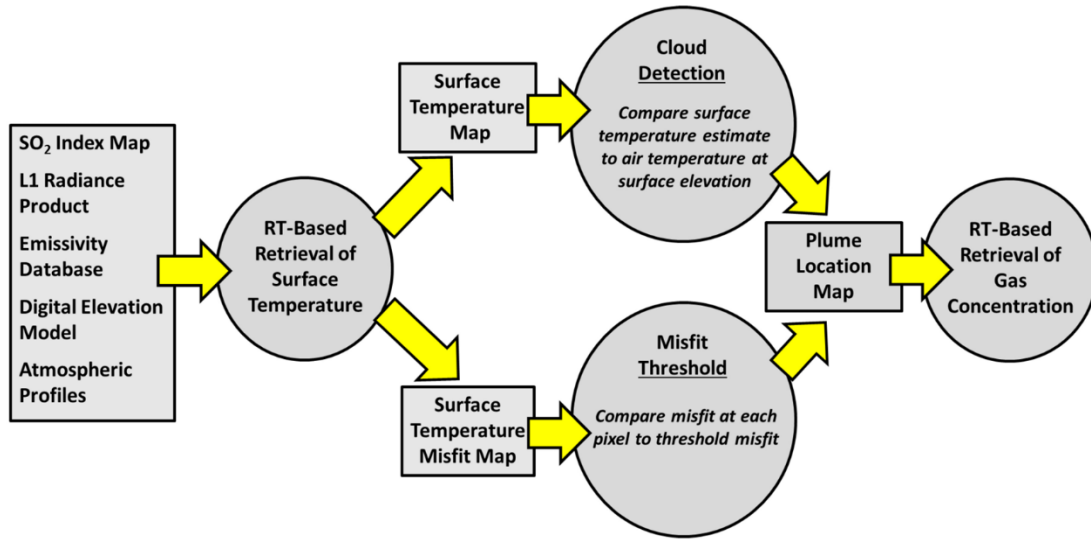 SO₂ Index Map
L1 Radiance
Product
Emissivity
Database
Digital Elevation
Model
Atmospheric
Profiles
RT-Based
Retrieval of
Surface
Temperature
Surface
Temperature
Map
Surface
Temperature
Misfit Map
Cloud
Detection
Compare surface
temperature estimate
to air temperature at
surface elevation
Misfit
Threshold
Compare misfit at each
pixel to threshold misfit
Plume
Location
Map
RT-Based
Retrieval of
Gas
Concentration